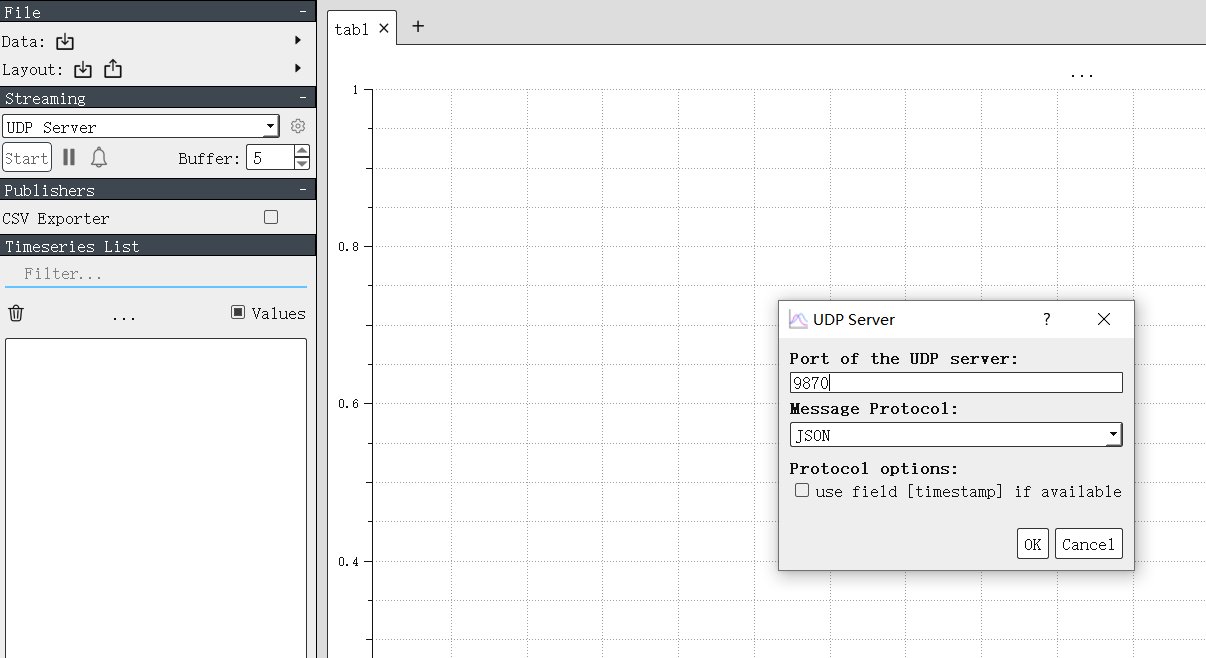 File -
Data:
Layout:
Streaming -
UDP Server
Start Buffer: 5
Publishers -
CSV Exporter
Timeseries List
Filter...
... Values
tab1 × +
...
1
0.8
0.6
0.4
UDP Server ? ×
Port of the UDP server:
9870
Message Protocol:
JSON
Protocol options:
use field [timestamp] if available
OK Cancel